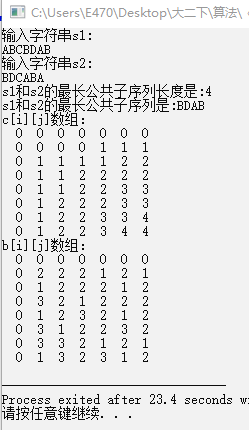 C:\Users\E470\Desktop\大二下\算法\
输入字符串s1:
ABCBDAB
输入字符串s2:
BDCABA
s1和s2的最长公共子序列长度是:4
s1和s2的最长公共子序列是:BDAB
c[i][j]数组:
0 0 0 0 0 0 0
0 0 0 0 1 1 1
0 1 1 1 1 2 2
0 1 1 2 2 2 2
0 1 1 2 2 3 3
0 1 2 2 2 3 3
0 1 2 2 3 3 4
0 1 2 2 3 4 4
b[i][j]数组:
0 0 0 0 0 0 0
0 2 2 2 1 2 1
0 1 2 2 2 1 2
0 3 2 1 2 2 2
0 1 2 3 2 1 2
0 3 1 2 2 3 2
0 3 3 2 1 2 1
0 1 3 2 3 1 2
Process exited after 23.4 seconds w
请按任意键继续. . .